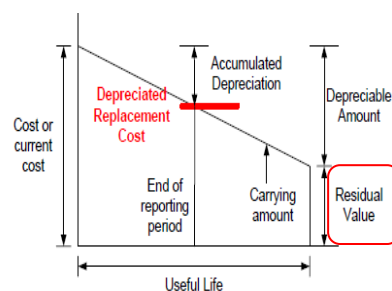 Accumulated
Depreciation
Depreciated
Replacement
Cost
Depreciable
Amount
Cost or
current
cost
End of
reporting
period
Carrying
amount
Residual
Value
Useful Life